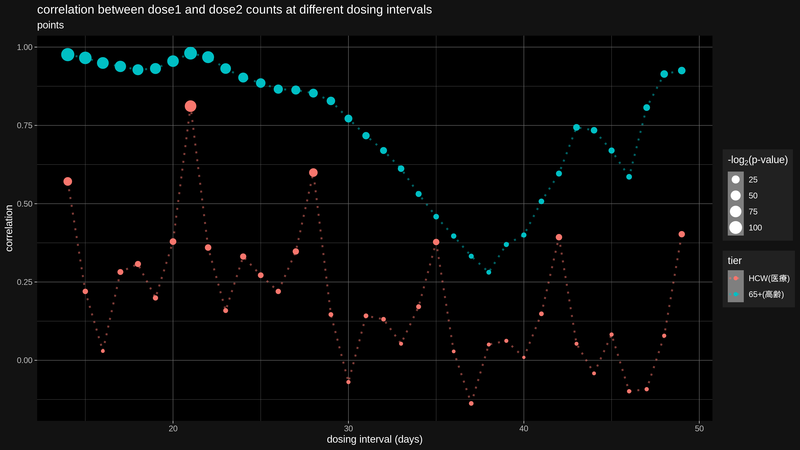 correlation between dose1 and dose2 counts at different dosing intervals
points
1.00
0.75
0.50
0.25
0.00
correlation
20
30
40
50
dosing interval (days)
-log2(p-value)
25
50
75
100
tier
HCW(医療)
65+(高齢)